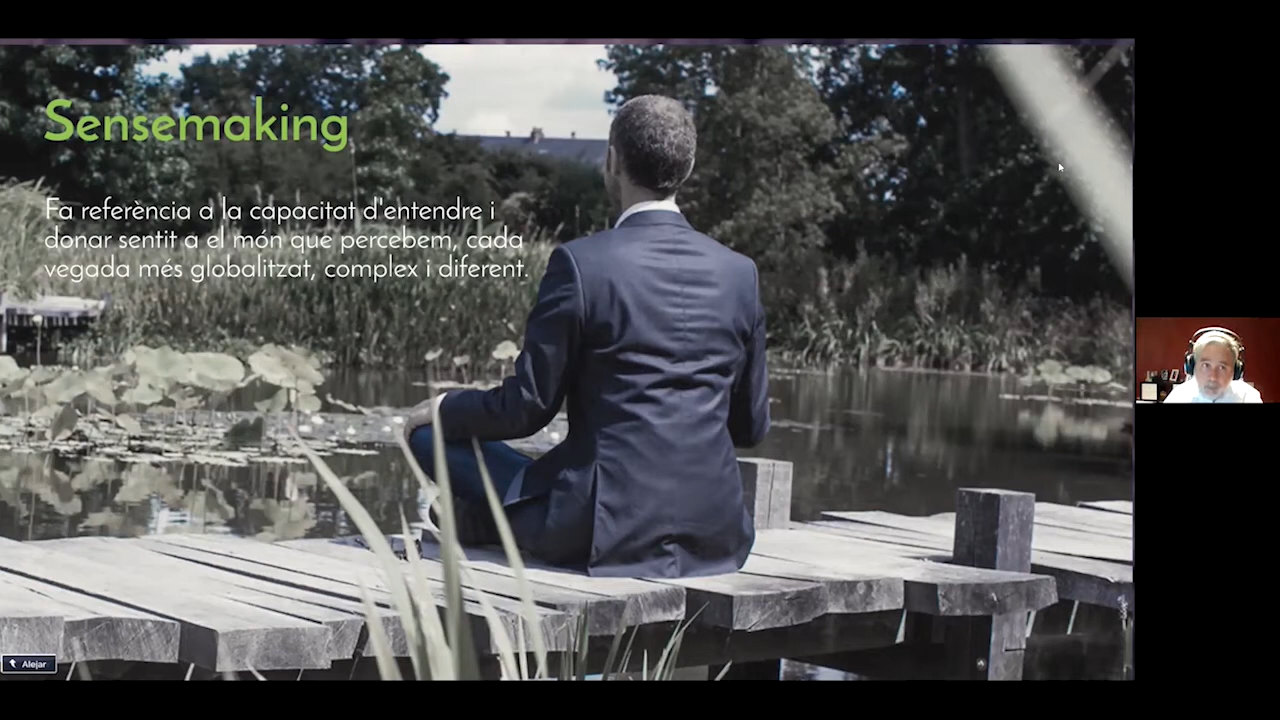 Sensemaking
Fa referència a la capacitat d'entendre i
donar sentit a el món que percebem, cada
vegada més globalitzat, complex i diferent.
Alejar